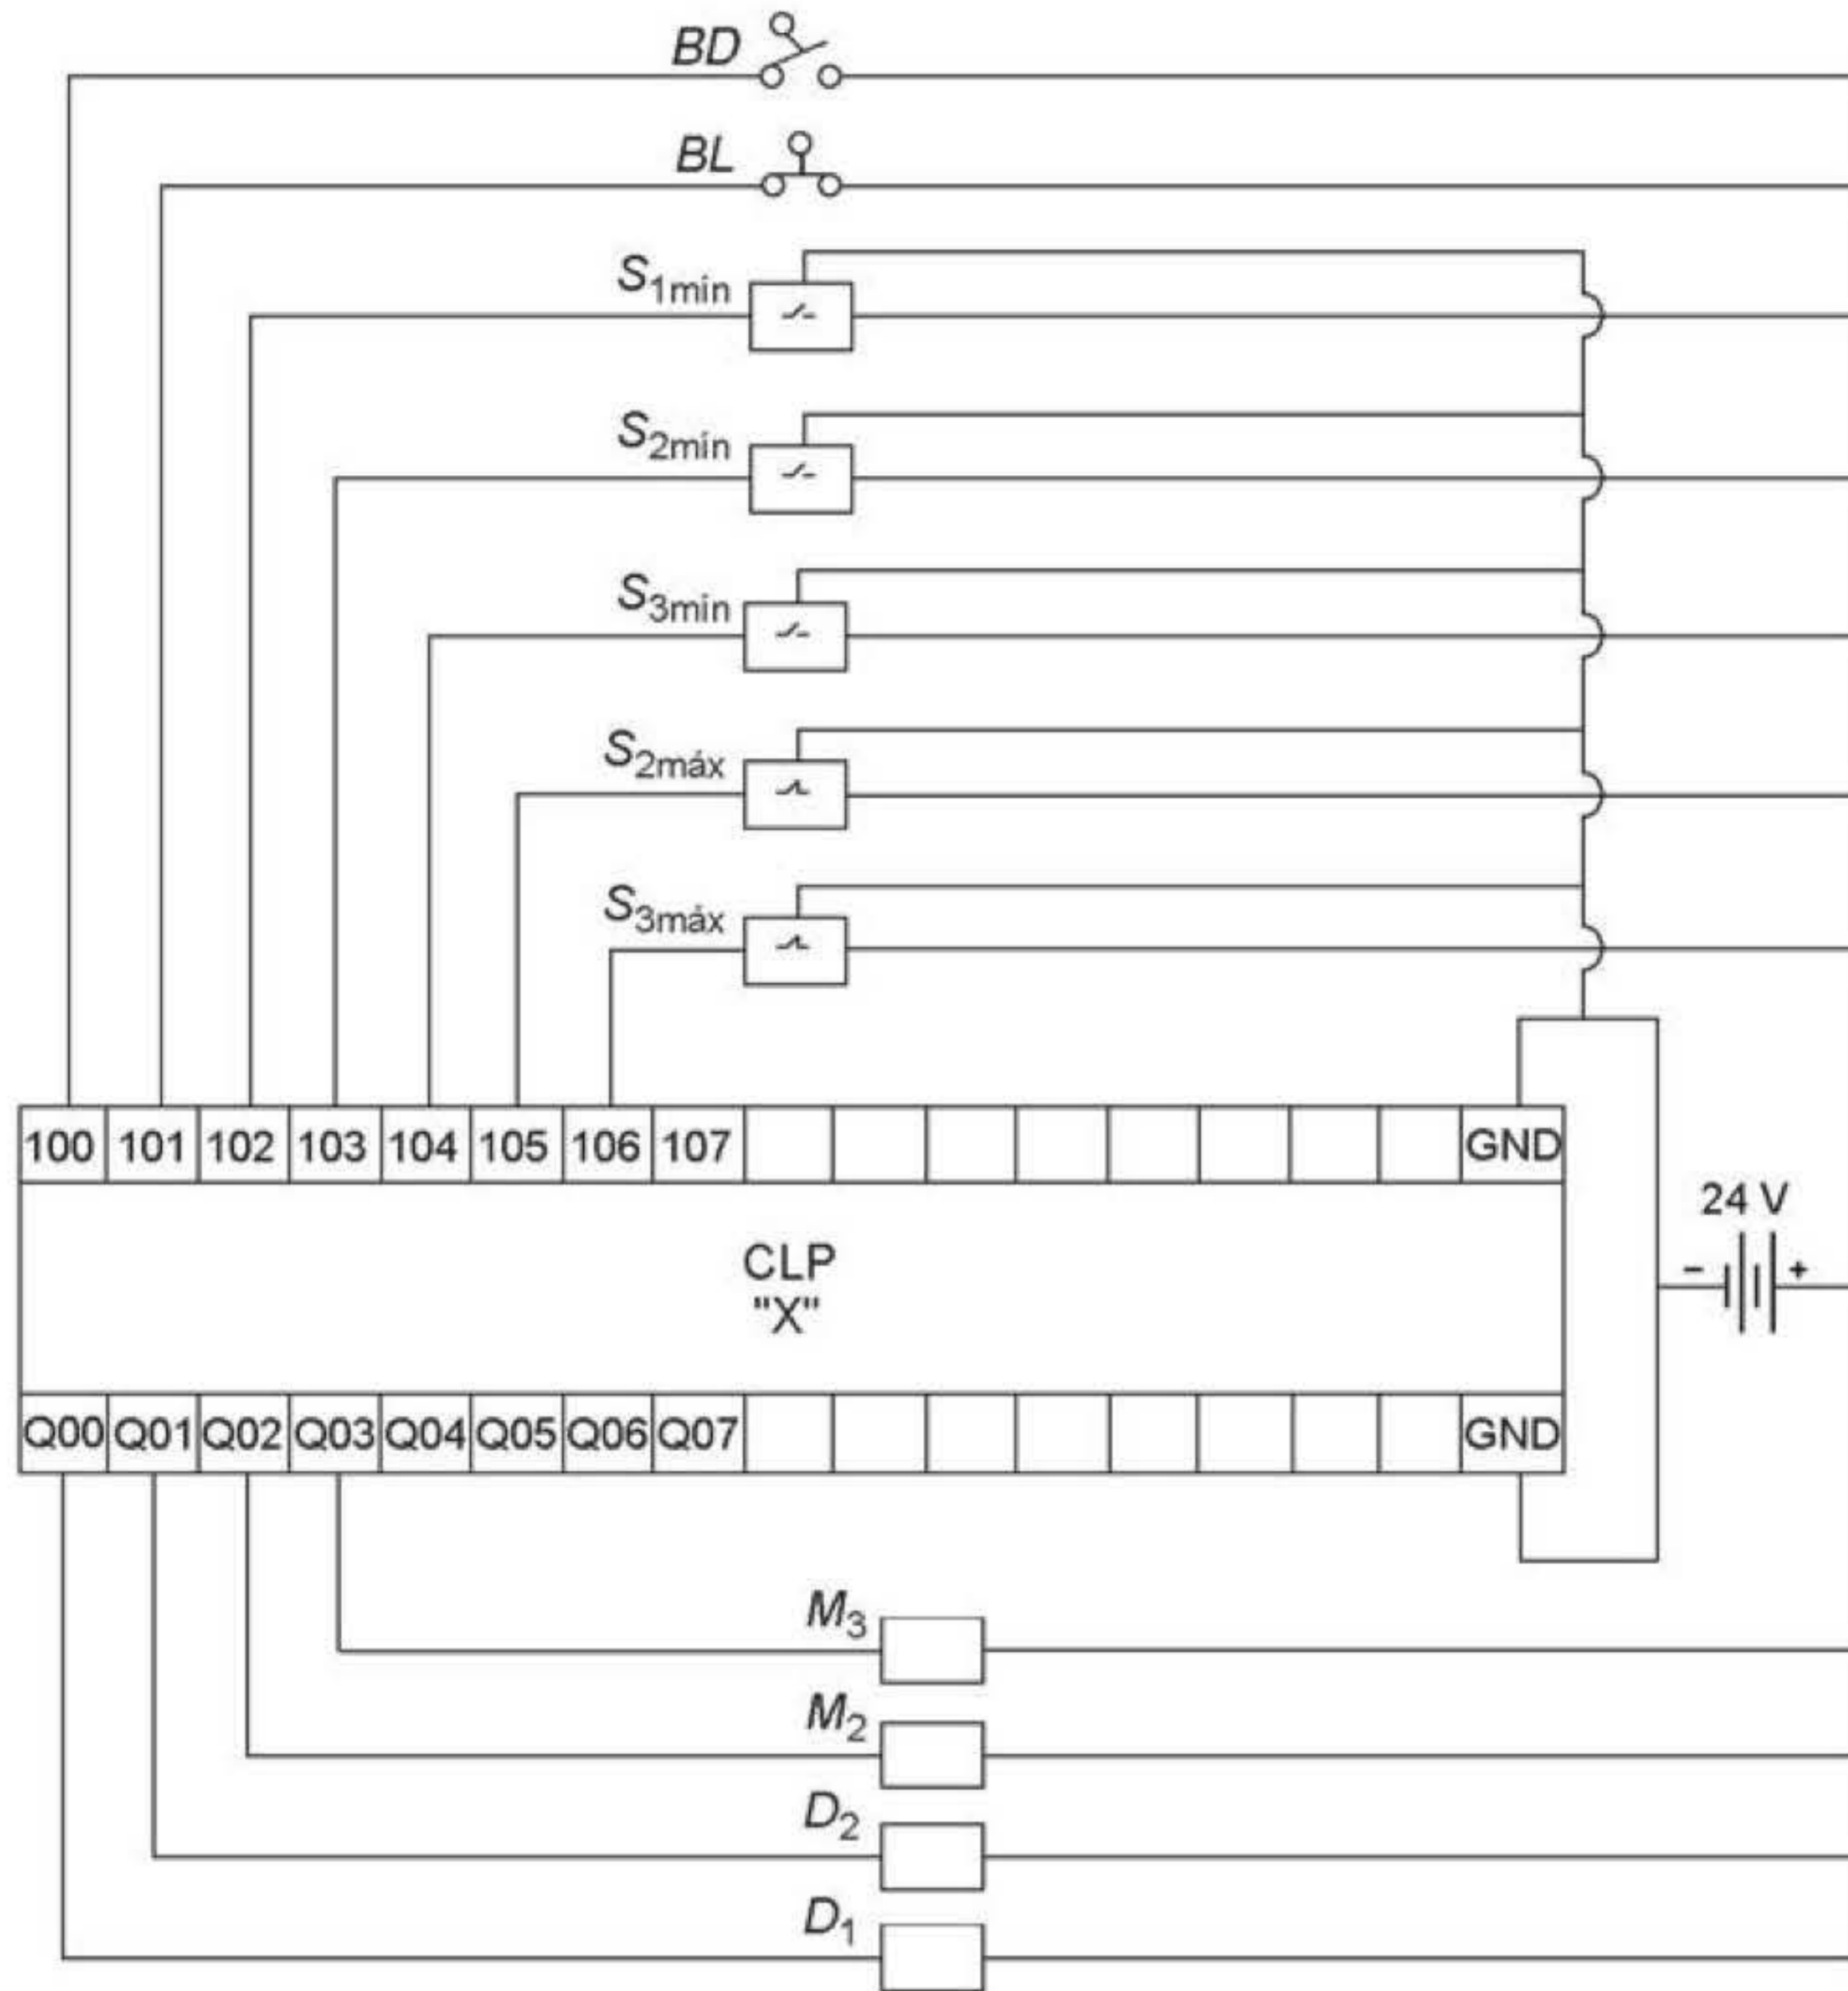 BD
BL
S1mín
S2mín
S3mín
S2máx
S3máx
100 101 102 103 104 105 106 107 GND
24 V
- +
CLP
"X"
Q00 Q01 Q02 Q03 Q04 Q05 Q06 Q07 GND
M3
M2
D2
D1